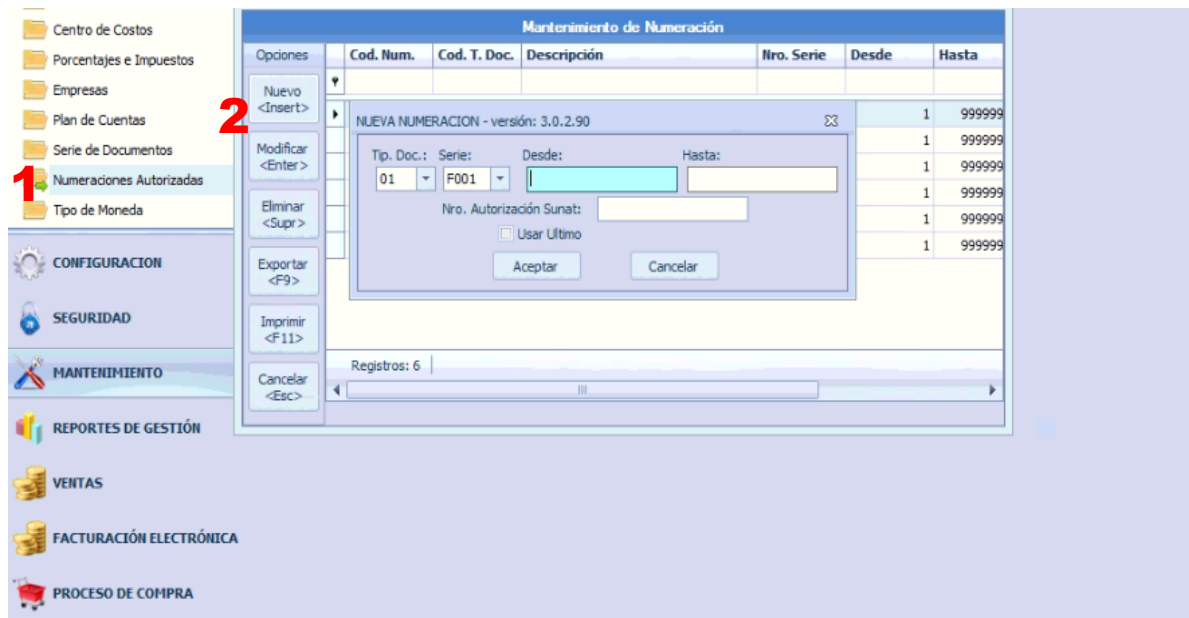 Centro de Costos
Porcentajes e Impuestos
Empresas
Plan de Cuentas
Serie de Documentos
1 Numeraciones Autorizadas
Tipo de Moneda
CONFIGURACION
SEGURIDAD
MANTENIMIENTO
REPORTES DE GESTIÓN
VENTAS
FACTURACIÓN ELECTRÓNICA
PROCESO DE COMPRA
Mantenimiento de Numeración
Opciones
2
Nuevo
<Insert>
Modificar
<Enter>
Eliminar
<Supr>
Exportar
<F9>
Imprimir
<F11>
Cancelar
<Esc>
Cod. Num. Cod. T. Doc. Descripción Nro. Serie Desde Hasta
1 999999
1 999999
1 999999
1 999999
1 999999
1 999999
NUEVA NUMERACION - versión: 3.0.2.90
Tip. Doc.: Serie: Desde: Hasta:
01 F001
Nro. Autorización Sunat:
Usar Ultimo
Aceptar Cancelar
Registros: 6